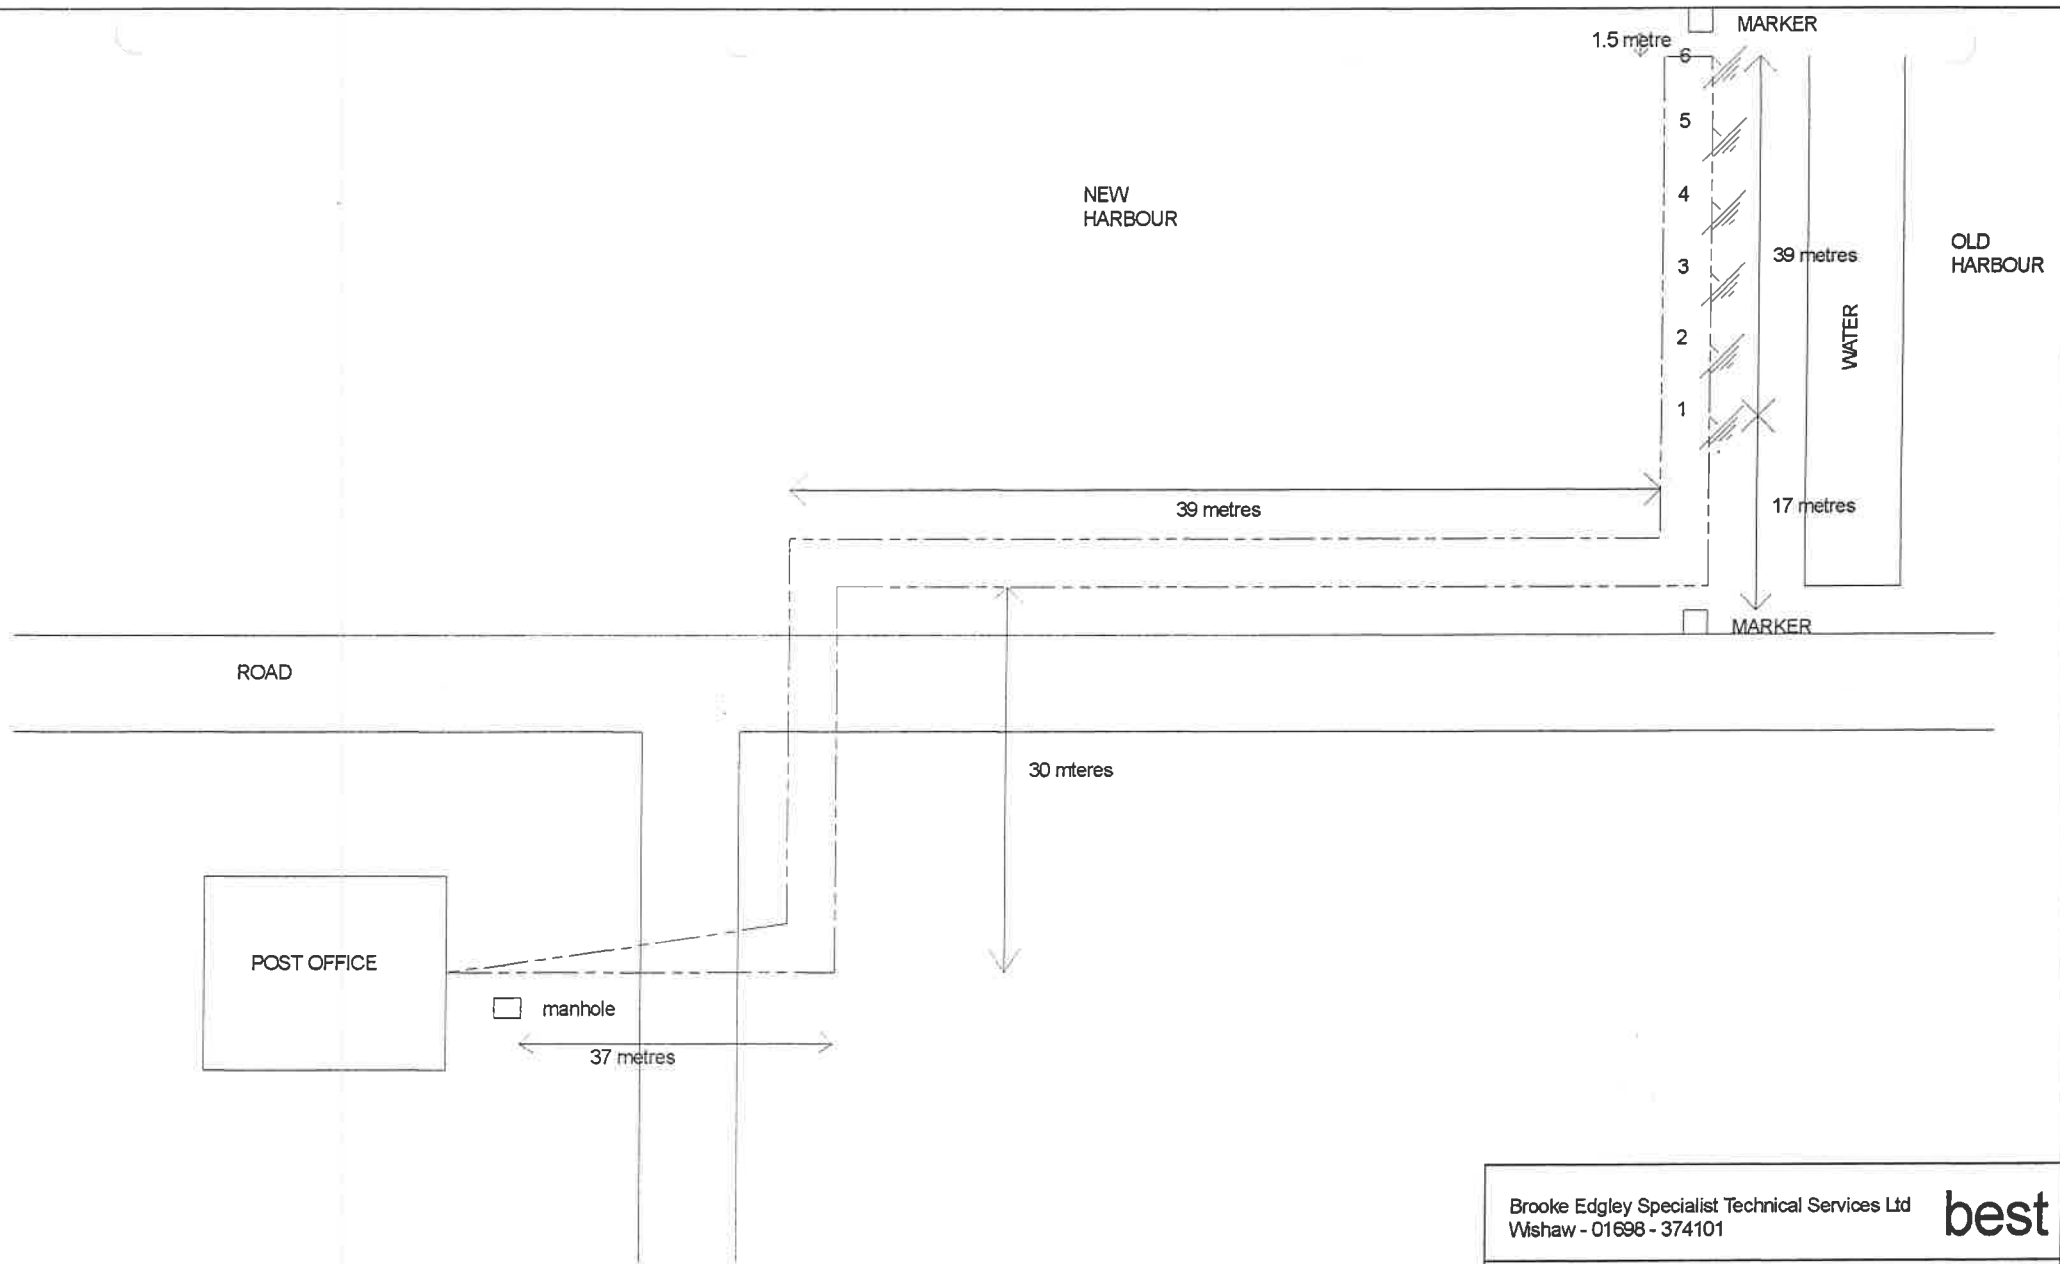 MARKER
1.5 metre
6
5
4
3
2
1
NEW
HARBOUR
39 metres
OLD
HARBOUR
WATER
39 metres
17 metres
MARKER
ROAD
30 mteres
POST OFFICE
manhole
37 metres
Brooke Edgley Specialist Technical Services Ltd
Wishaw - 01698 - 374101
best